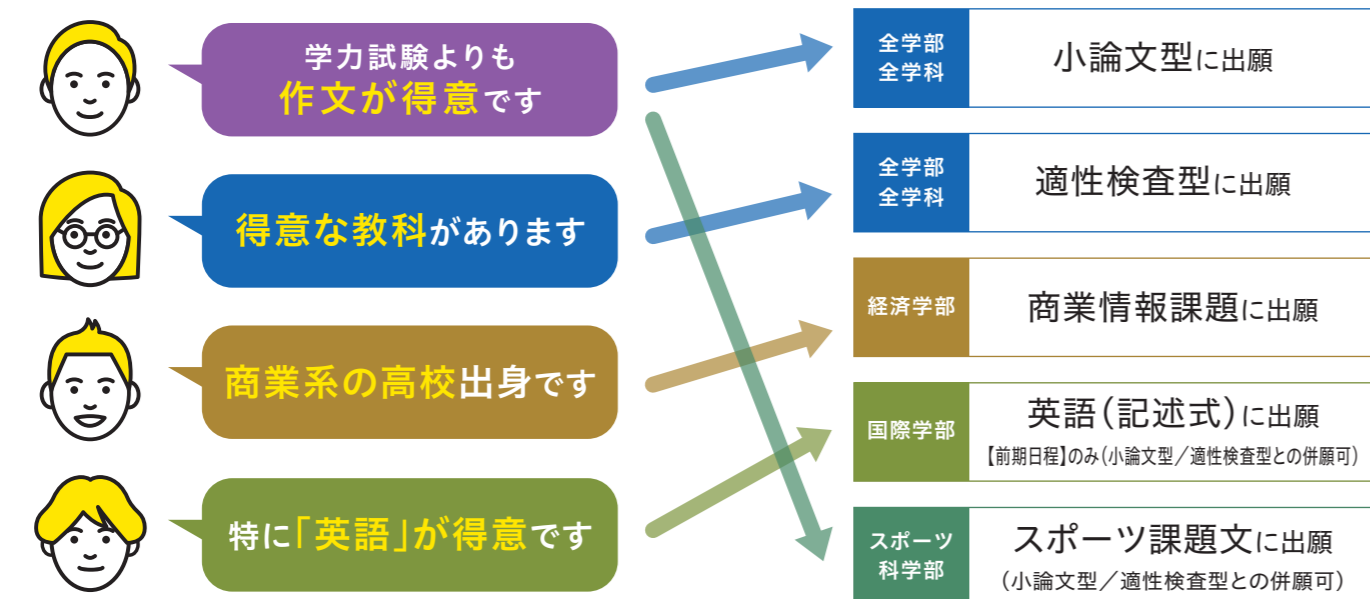 学力試験よりも
作文が得意です
得意な教科があります
商業系の高校出身です
特に「英語」が得意です
全学部
全学科
小論文型に出願
全学部
全学科
適性検査型に出願
経済学部
商業情報課題に出願
国際学部
英語(記述式)に出願
【前期日程】のみ(小論文型／適性検査型との併願可)
スポーツ
科学部
スポーツ課題文に出願
(小論文型／適性検査型との併願可)